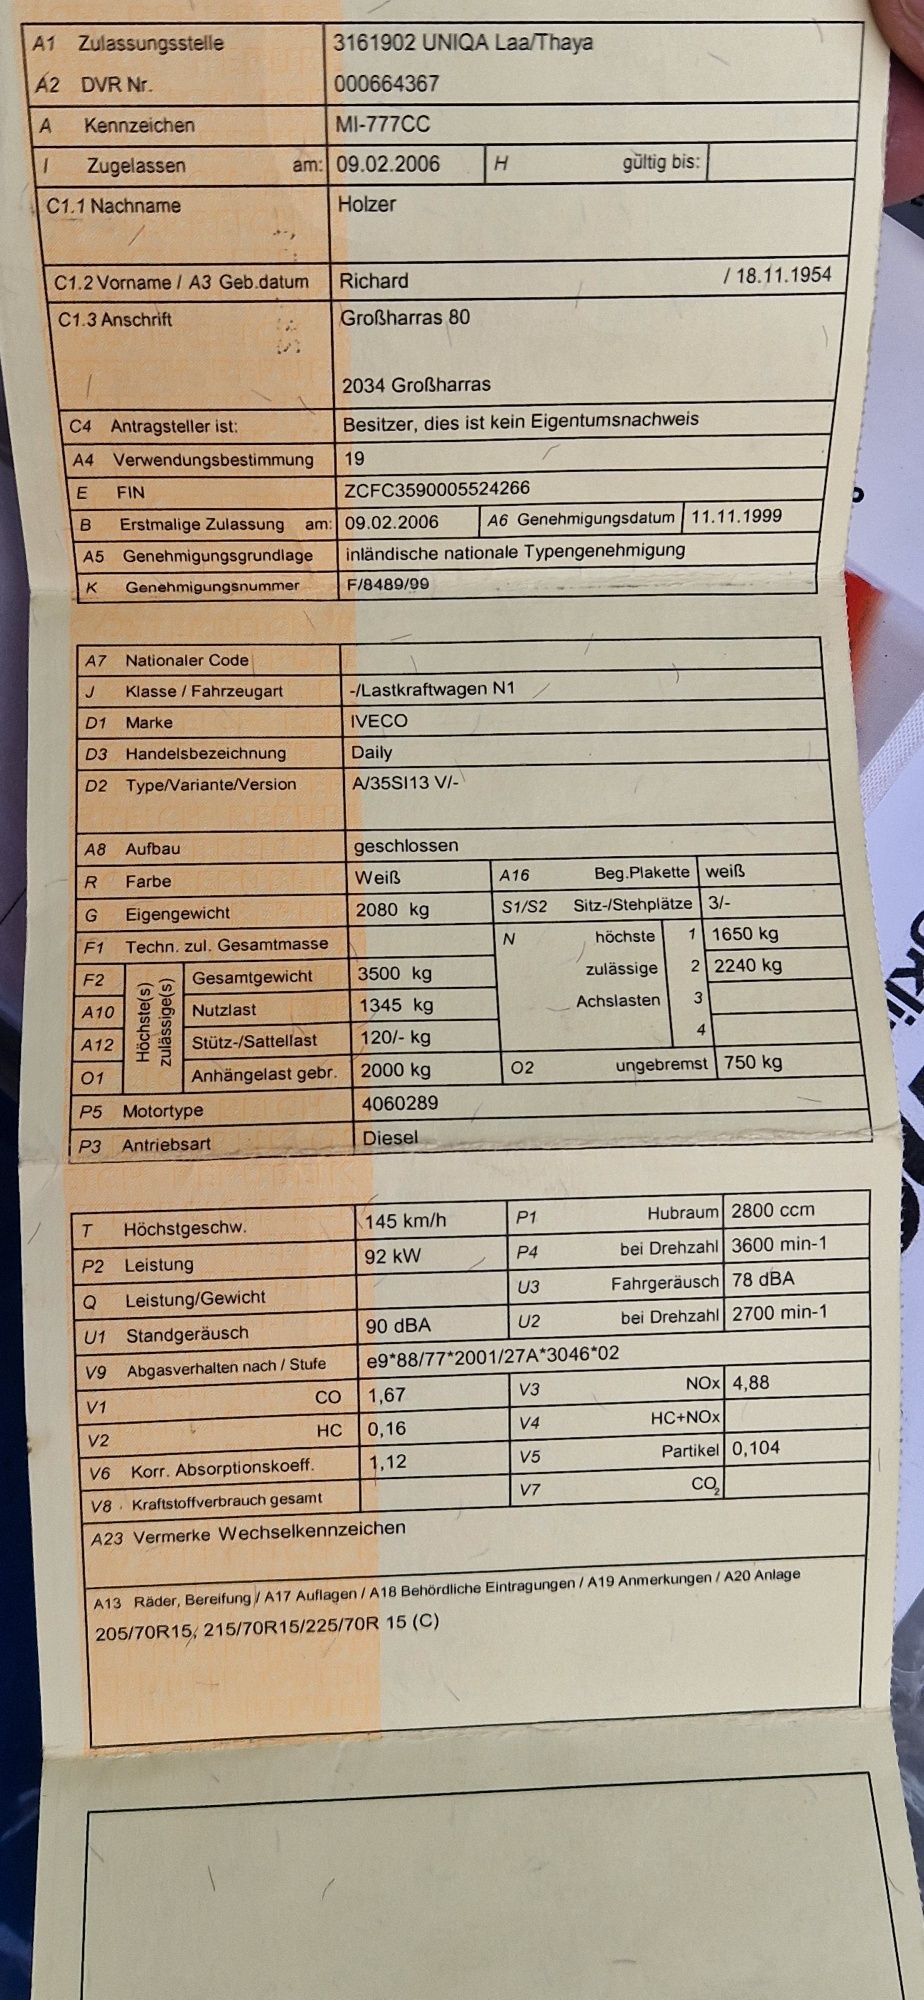 A1 Zulassungsstelle 3161902 UNIQA Laa/Thaya
A2 DVR Nr. 000664367
A Kennzeichen MI-777CC
I Zugelassen am: 09.02.2006 H gültig bis:
C1.1 Nachname Holzer
C1.2 Vorname / A3 Geb.datum Richard / 18.11.1954
C1.3 Anschrift Großharras 80
2034 Großharras
C4 Antragsteller ist: Besitzer, dies ist kein Eigentumsnachweis
A4 Verwendungsbestimmung 19
E FIN ZCFC3590005524266
B Erstmalige Zulassung am: 09.02.2006 A6 Genehmigungsdatum 11.11.1999
A5 Genehmigungsgrundlage inländische nationale Typengenehmigung
K Genehmigungsnummer F/8489/99
A7 Nationaler Code
J Klasse / Fahrzeugart -/Lastkraftwagen N1
D1 Marke IVECO
D3 Handelsbezeichnung Daily
D2 Type/Variante/Version A/35SI13 V/-
A8 Aufbau geschlossen
R Farbe Weiß A16 Beg.Plakette weiß
G Eigengewicht 2080 kg S1/S2 Sitz-/Stehplätze 3/-
F1 Techn. zul. Gesamtmasse N höchste 1 1650 kg
F2 Höchste(s) zulässige(s) Gesamtgewicht 3500 kg zulässige 2 2240 kg
A10 Nutzlast 1345 kg Achslasten 3
A12 Stütz-/Sattellast 120/- kg 4
O1 Anhängelast gebr. 2000 kg O2 ungebremst 750 kg
P5 Motortype 4060289
P3 Antriebsart Diesel
T Höchstgeschw. 145 km/h P1 Hubraum 2800 ccm
P2 Leistung 92 kW P4 bei Drehzahl 3600 min-1
Q Leistung/Gewicht U3 Fahrgeräusch 78 dBA
U1 Standgeräusch 90 dBA U2 bei Drehzahl 2700 min-1
V9 Abgasverhalten nach / Stufe e9*88/77*2001/27A*3046*02
V1 CO 1,67 V3 NOx 4,88
V2 HC 0,16 V4 HC+NOx
V6 Korr. Absorptionskoeff. 1,12 V5 Partikel 0,104
V8 Kraftstoffverbrauch gesamt V7 CO2
A23 Vermerke Wechselkennzeichen
A13 Räder, Bereifung / A17 Auflagen / A18 Behördliche Eintragungen / A19 Anmerkungen / A20 Anlage
205/70R15, 215/70R15/225/70R 15 (C)